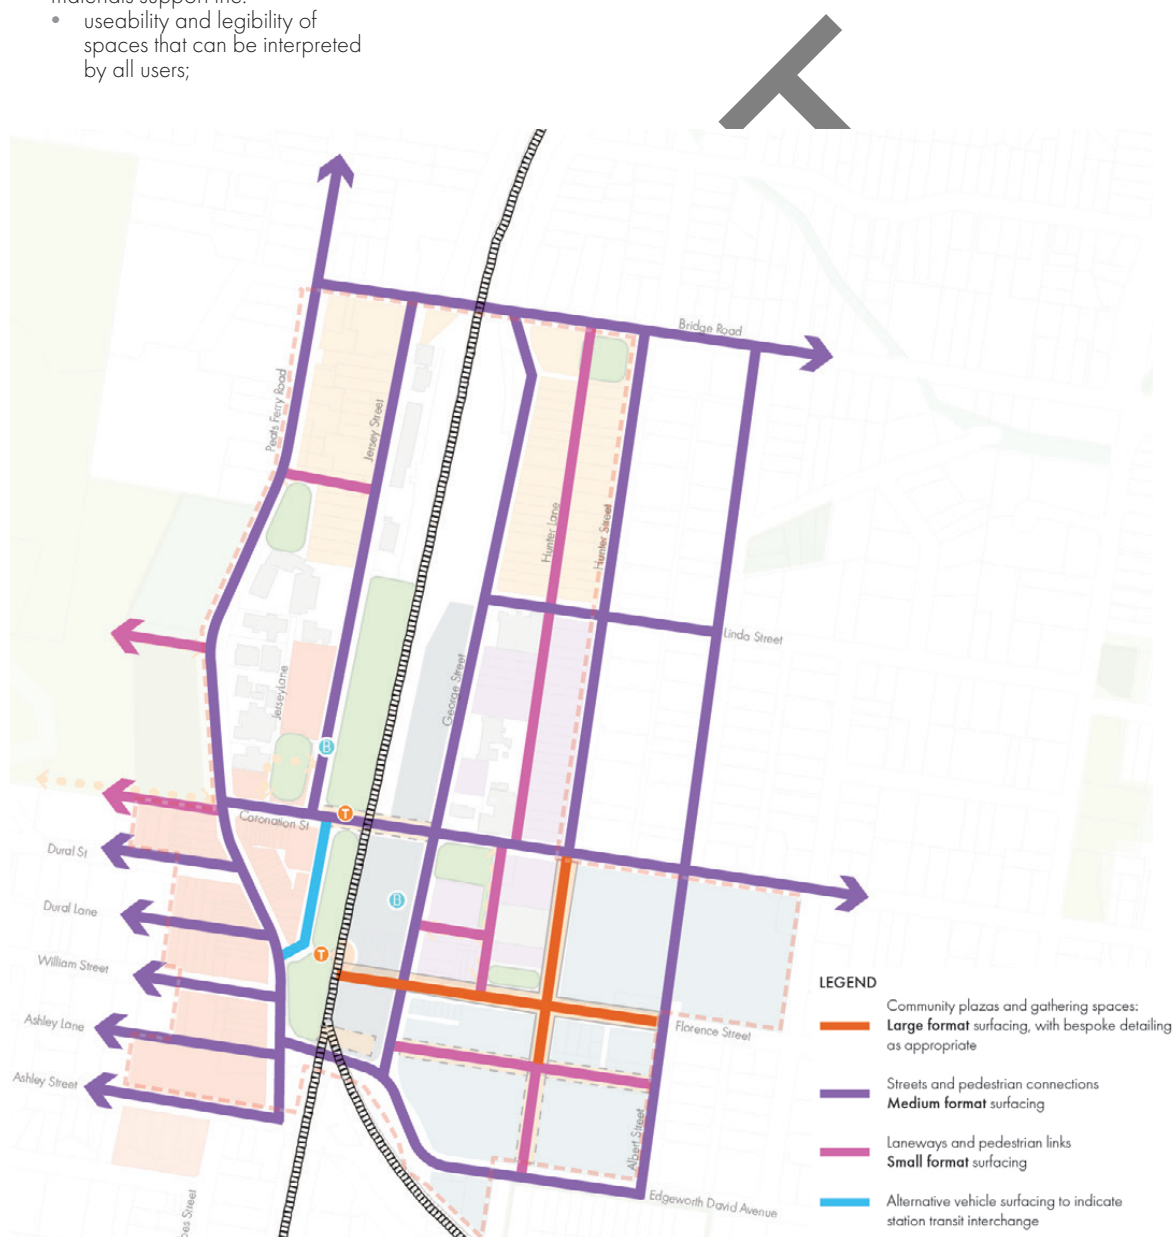 useability and legibility of
spaces that can be interpreted
by all users;
Bridge Road
Peats Ferry Road
Jersey Street
Hunter Lane
Hunter Street
Linda Street
George Street
JerseyLane
B
T
Coronation St
Dural St
Dural Lane
B
William Street
T
Ashley Lane
Florence Street
Ashley Street
Albert Street
Edgeworth David Avenue
LEGEND
Community plazas and gathering spaces:
Large format surfacing, with bespoke detailing
as appropriate
Streets and pedestrian connections
Medium format surfacing
Laneways and pedestrian links
Small format surfacing
Alternative vehicle surfacing to indicate
station transit interchange